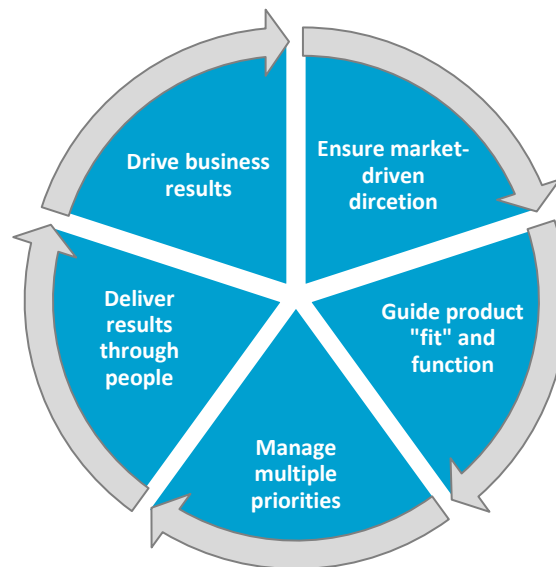 Drive business
results
Ensure market-
driven
dircetion
Guide product
"fit" and
function
Manage
multiple
priorities
Deliver
results
through
people